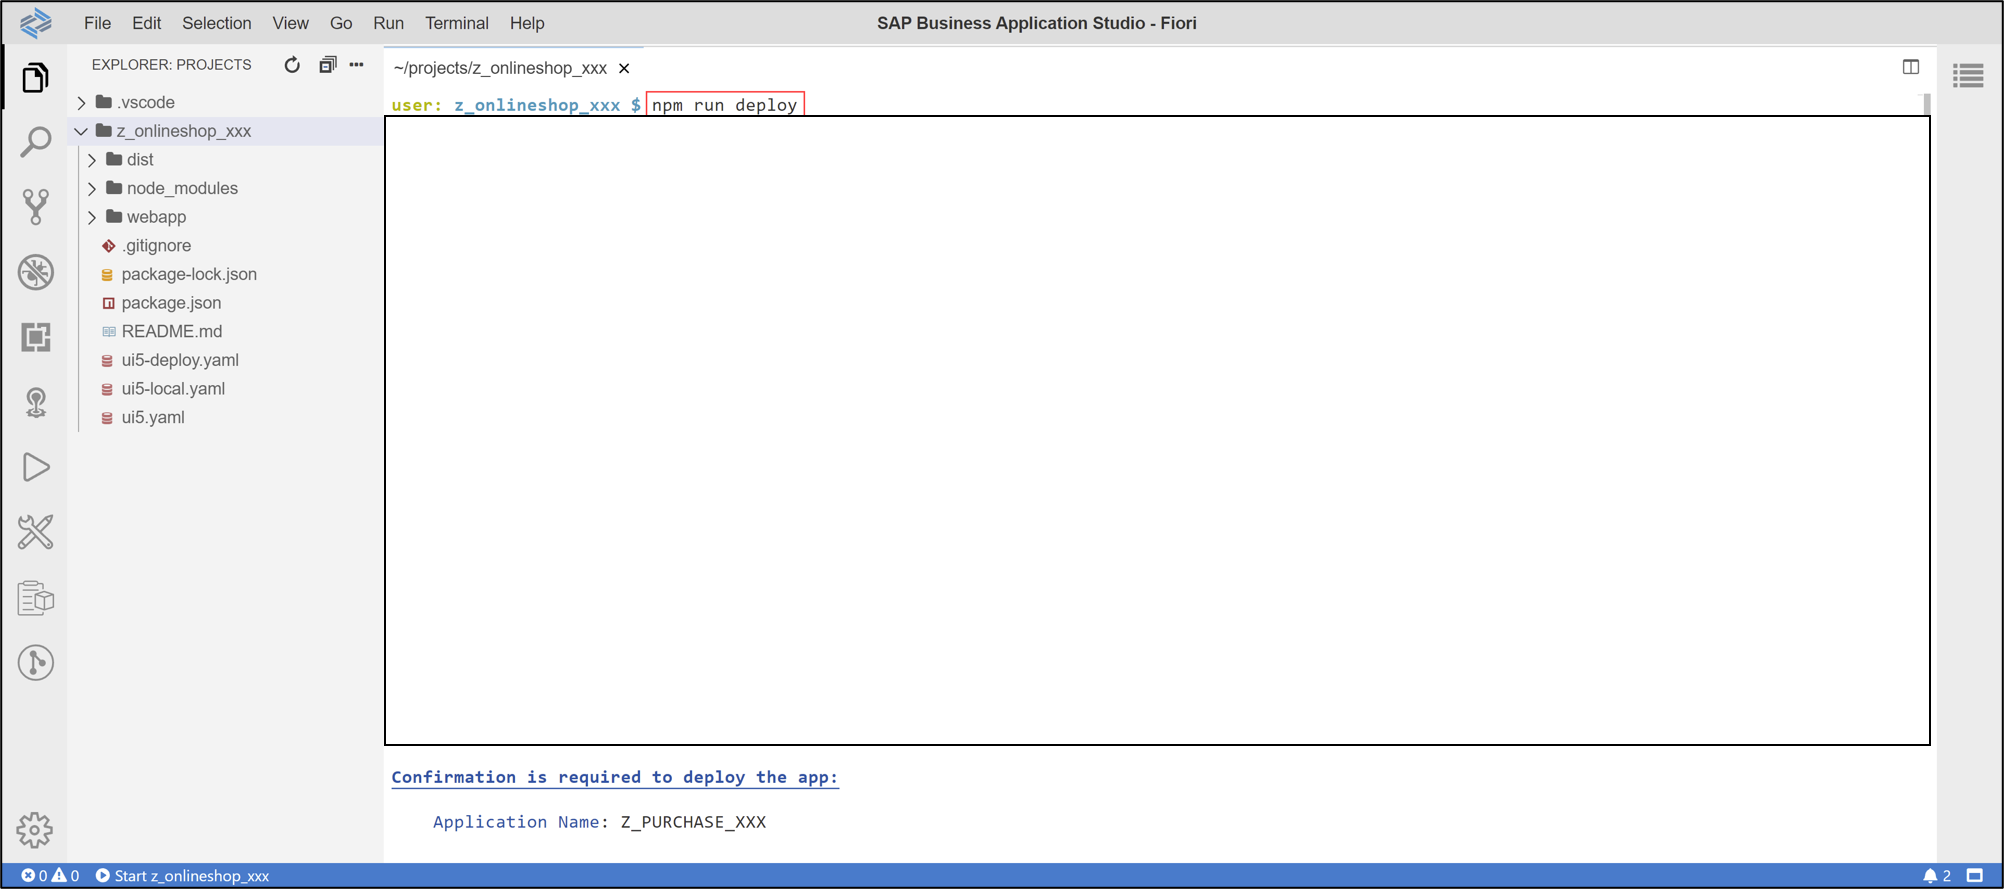 File Edit Selection View Go Run Terminal Help
SAP Business Application Studio - Fiori
EXPLORER: PROJECTS
.vscode
z_onlineshop_xxx
dist
node_modules
webapp
.gitignore
package-lock.json
package.json
README.md
ui5-deploy.yaml
ui5-local.yaml
ui5.yaml
~/projects/z_onlineshop_xxx
user: z_onlineshop_xxx $ npm run deploy
Confirmation is required to deploy the app:
Application Name: Z_PURCHASE_XXX
0 0 Start z_onlineshop_xxx
2